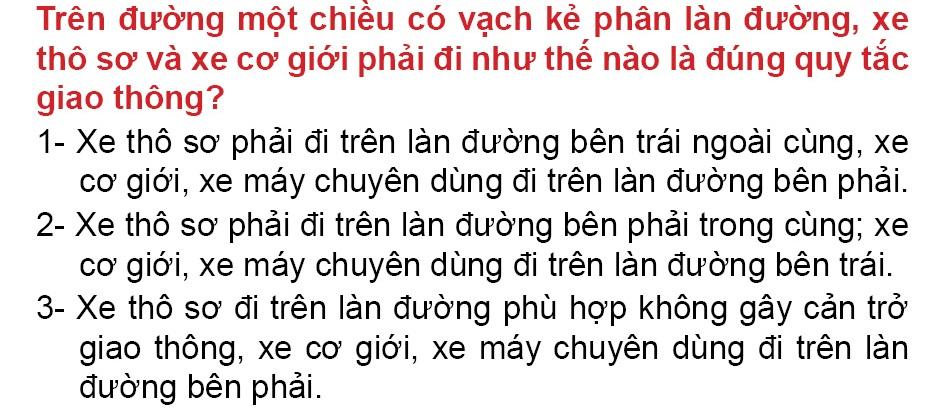 Trên đường một chiều có vạch kẻ phân làn đường, xe
thô sơ và xe cơ giới phải đi như thế nào là đúng quy tắc
giao thông?
1- Xe thô sơ phải đi trên làn đường bên trái ngoài cùng, xe
cơ giới, xe máy chuyên dùng đi trên làn đường bên phải.
2- Xe thô sơ phải đi trên làn đường bên phải trong cùng; xe
cơ giới, xe máy chuyên dùng đi trên làn đường bên trái.
3- Xe thô sơ đi trên làn đường phù hợp không gây cản trở
giao thông, xe cơ giới, xe máy chuyên dùng đi trên làn
đường bên phải.